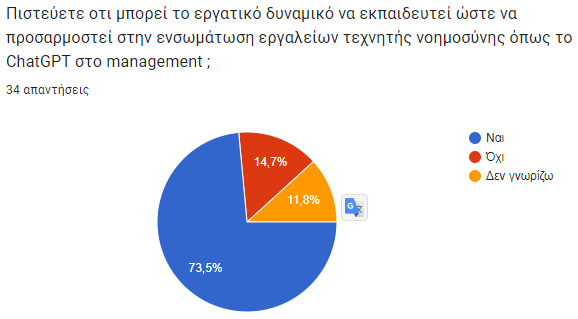 Πιστεύετε οτι μπορεί το εργατικό δυναμικό να εκπαιδευτεί ώστε να
προσαρμοστεί στην ενσωμάτωση εργαλείων τεχνητής νοημοσύνης όπως το
ChatGPT στο management ;
34 απαντήσεις
Ναι
Όχι
Δεν γνωρίζω
14,7%
11,8%
73,5%